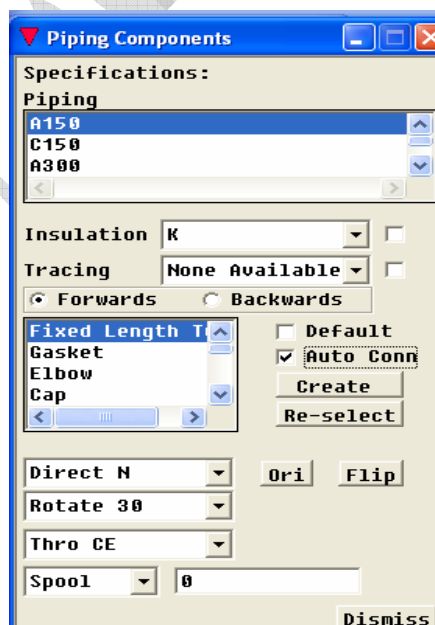 Piping Components
Specifications:
Piping
A150
C150
A300
Insulation K
Tracing None Available
Forwards Backwards
Fixed Length T
Gasket
Elbow
Cap
Default
Auto Conn
Create
Re-select
Direct N Ori Flip
Rotate 30
Thro CE
Spool 0
Dismiss